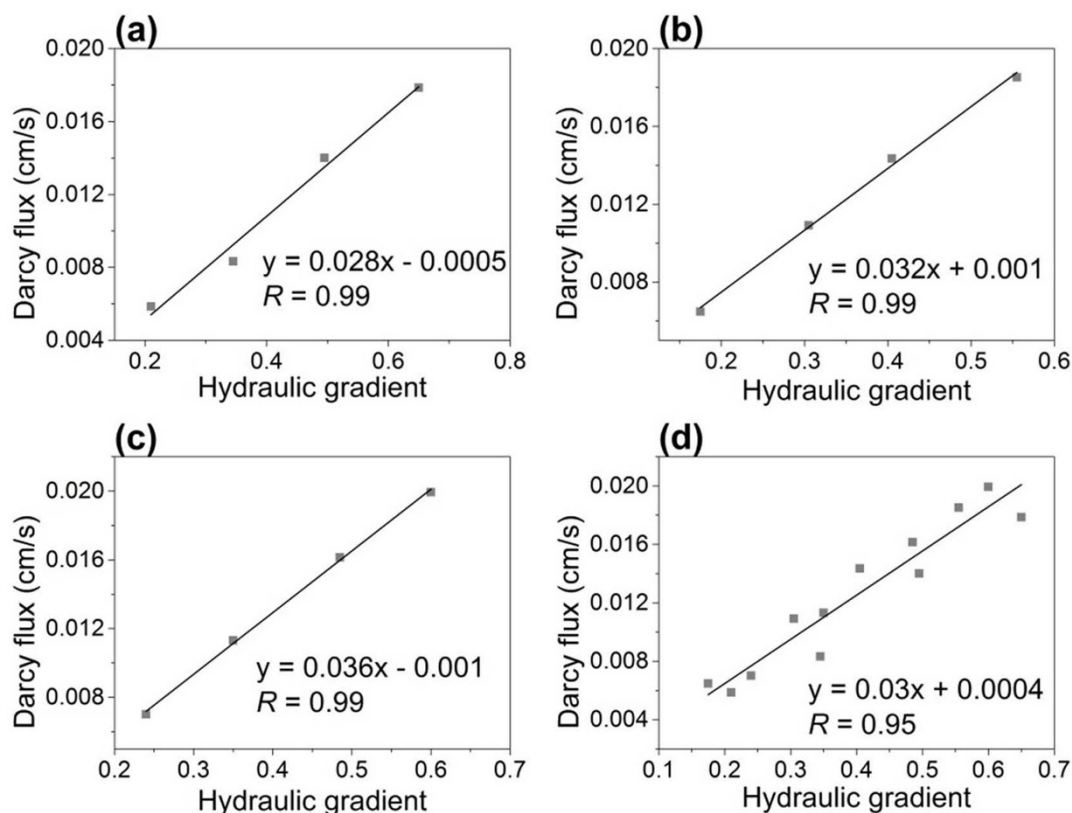 (a)
0.020
0.016
0.012
0.008
0.004
Darcy flux (cm/s)
y = 0.028x - 0.0005
R = 0.99
0.2 0.4 0.6 0.8
Hydraulic gradient
(b)
0.020
0.016
0.012
0.008
Darcy flux (cm/s)
y = 0.032x + 0.001
R = 0.99
0.2 0.3 0.4 0.5 0.6
Hydraulic gradient
(c)
0.020
0.016
0.012
0.008
Darcy flux (cm/s)
y = 0.036x - 0.001
R = 0.99
0.2 0.3 0.4 0.5 0.6 0.7
Hydraulic gradient
(d)
0.020
0.016
0.012
0.008
0.004
Darcy flux (cm/s)
y = 0.03x + 0.0004
R = 0.95
0.1 0.2 0.3 0.4 0.5 0.6 0.7
Hydraulic gradient